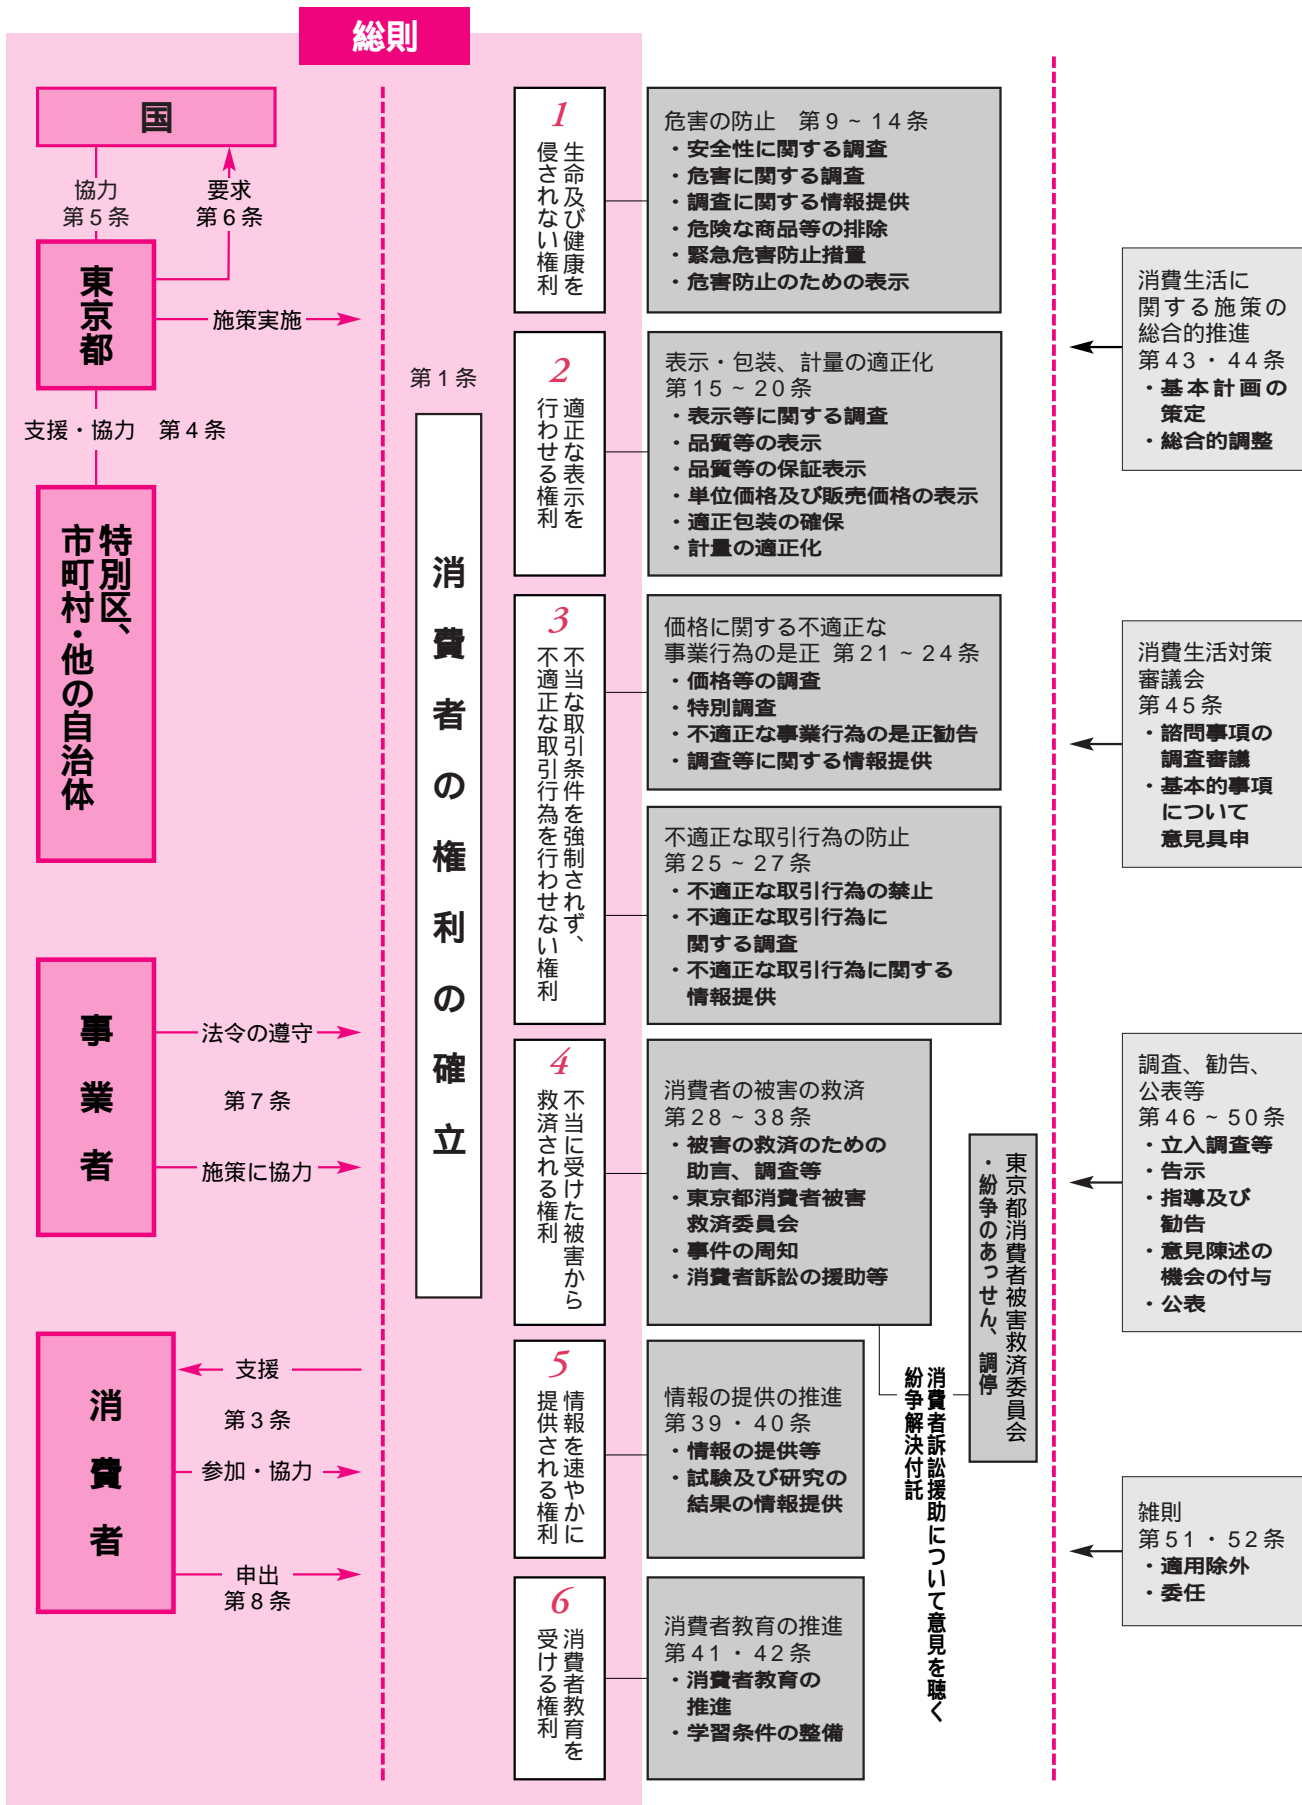 総則
国
協力
第5条
要求
第6条
東京都
施策実施
支援・協力　第4条
特別区、
市町村・他の自治体
事業者
法令の遵守
第7条
施策に協力
消費者
支援
第3条
参加・協力
申出
第8条
第1条
消費者の権利の確立
1
生命及び健康を
侵されない権利
危害の防止　第9～14条
・安全性に関する調査
・危害に関する調査
・調査に関する情報提供
・危険な商品等の排除
・緊急危害防止措置
・危害防止のための表示
2
適正な表示を
行わせる権利
表示・包装、計量の適正化
第15～20条
・表示等に関する調査
・品質等の表示
・品質等の保証表示
・単位価格及び販売価格の表示
・適正包装の確保
・計量の適正化
3
不当な取引条件を強制されず、
不適正な取引行為を行わせない権利
価格に関する不適正な
事業行為の是正 第21～24条
・価格等の調査
・特別調査
・不適正な事業行為の是正勧告
・調査等に関する情報提供
不適正な取引行為の防止
第25～27条
・不適正な取引行為の禁止
・不適正な取引行為に
関する調査
・不適正な取引行為に関する
情報提供
4
不当に受けた被害から
救済される権利
消費者の被害の救済
第28～38条
・被害の救済のための
助言、調査等
・東京都消費者被害
救済委員会
・事件の周知
・消費者訴訟の援助等
東京都消費者被害救済委員会
・紛争のあっせん、調停
消費者訴訟援助について意見を聴く
紛争解決付託
5
情報を速やかに
提供される権利
情報の提供の推進
第39・40条
・情報の提供等
・試験及び研究の
結果の情報提供
6
消費者教育を
受ける権利
消費者教育の推進
第41・42条
・消費者教育の
推進
・学習条件の整備
消費生活に
関する施策の
総合的推進
第43・44条
・基本計画の
策定
・総合的調整
消費生活対策
審議会
第45条
・諮問事項の
調査審議
・基本的事項
について
意見具申
調査、勧告、
公表等
第46～50条
・立入調査等
・告示
・指導及び
勧告
・意見陳述の
機会の付与
・公表
雑則
第51・52条
・適用除外
・委任